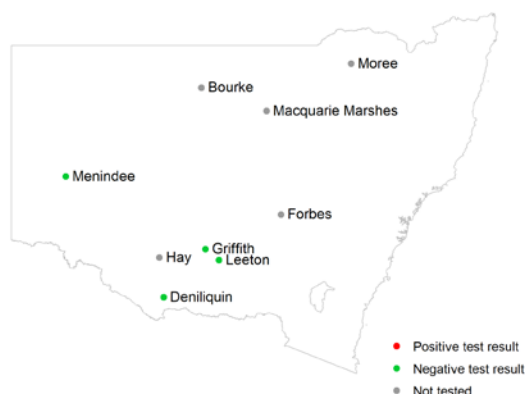 Moree
Bourke
Macquarie Marshes
Menindee
Forbes
Griffith
Hay
Leeton
Deniliquin
Positive test result
Negative test result
Not tested